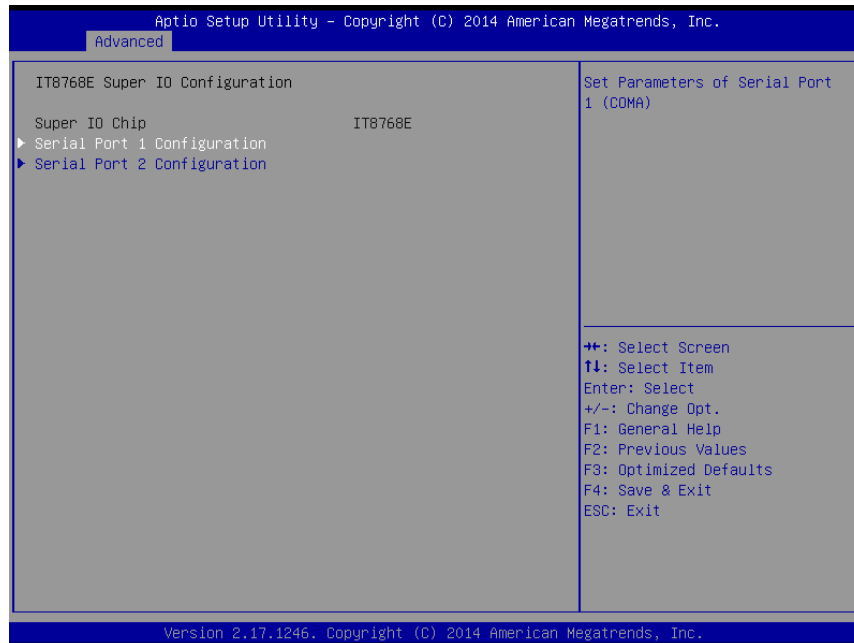 Aptio Setup Utility – Copyright (C) 2014 American Megatrends, Inc.
Advanced
IT8768E Super IO Configuration
Super IO Chip IT8768E
Serial Port 1 Configuration
Serial Port 2 Configuration
Set Parameters of Serial Port
1 (COMA)
→←: Select Screen
↑↓: Select Item
Enter: Select
+/-: Change Opt.
F1: General Help
F2: Previous Values
F3: Optimized Defaults
F4: Save & Exit
ESC: Exit
Version 2.17.1246. Copyright (C) 2014 American Megatrends, Inc.